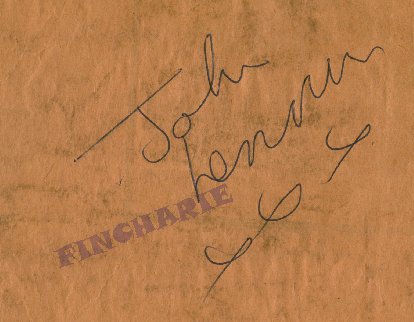 John
Lennon
x x x
FINCHARIE